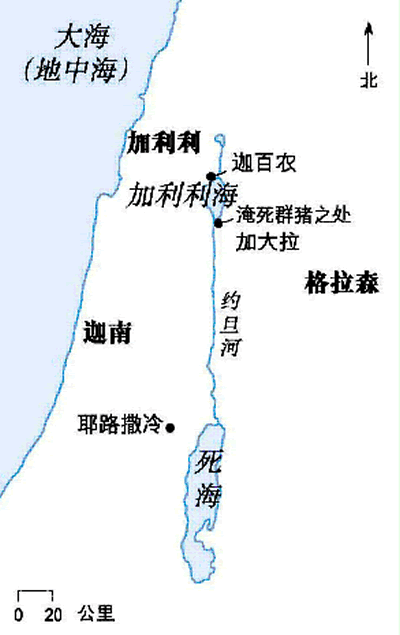 大海
（地中海）
北
加利利
迦百农
加利利海
淹死群猪之处
加大拉
格拉森
约旦河
迦南
耶路撒冷
死海
0 20 公里